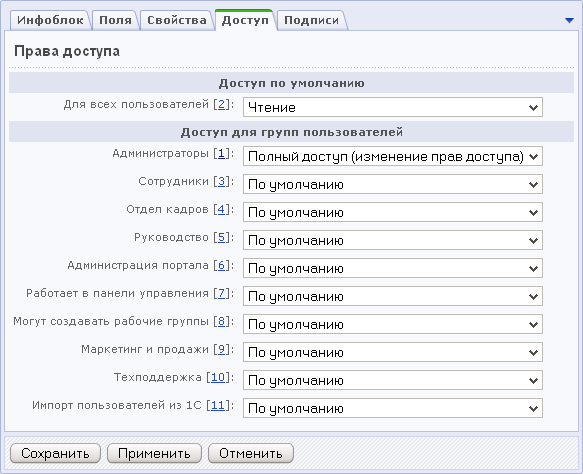 Инфоблок Поля Свойства Доступ Подписи
Права доступа
Доступ по умолчанию
Для всех пользователей [2]: Чтение
Доступ для групп пользователей
Администраторы [1]: Полный доступ (изменение прав доступа)
Сотрудники [3]: По умолчанию
Отдел кадров [4]: По умолчанию
Руководство [5]: По умолчанию
Администрация портала [6]: По умолчанию
Работает в панели управления [7]: По умолчанию
Могут создавать рабочие группы [8]: По умолчанию
Маркетинг и продажи [9]: По умолчанию
Техподдержка [10]: По умолчанию
Импорт пользователей из 1С [11]: По умолчанию
Сохранить Применить Отменить